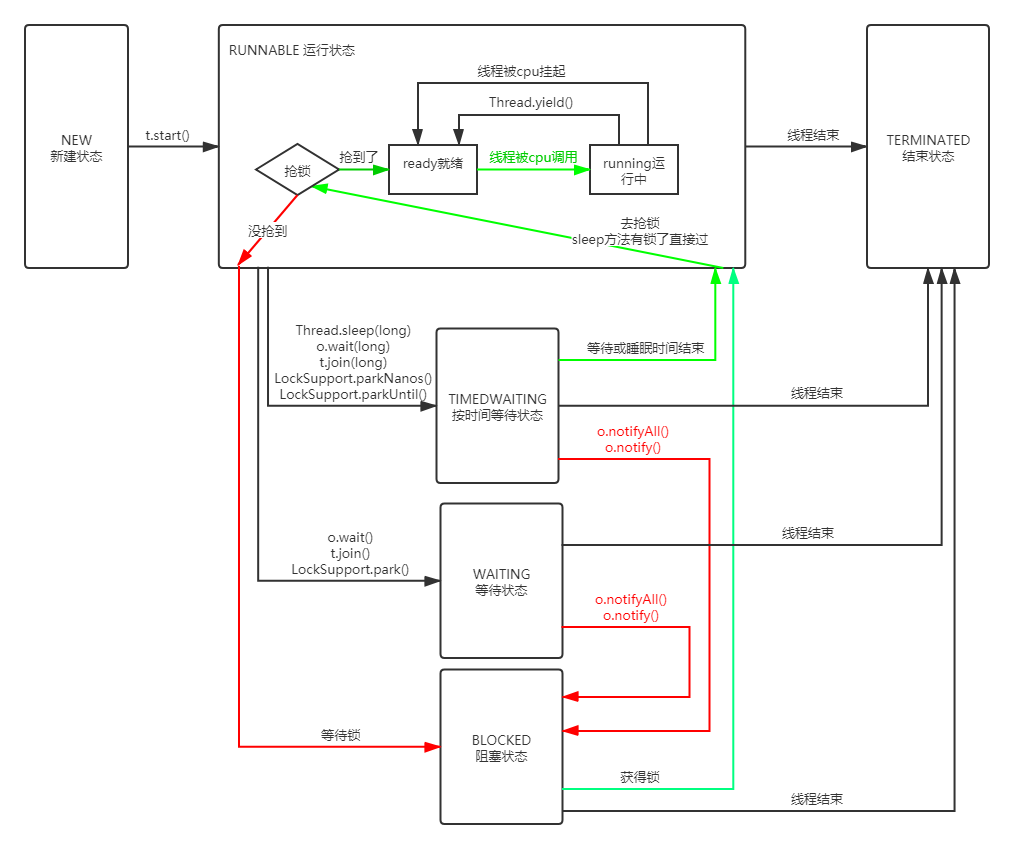 RUNNABLE 运行状态
线程被cpu挂起
Thread.yield()
NEW
新建状态
t.start()
抢锁
抢到了
ready就绪
线程被cpu调用
running运
行中
线程结束
TERMINATED
结束状态
没抢到
去抢锁
sleep方法有锁了直接过
Thread.sleep(long)
o.wait(long)
t.join(long)
LockSupport.parkNanos()
LockSupport.parkUntil()
TIMEDWAITING
按时间等待状态
等待或睡眠时间结束
线程结束
o.notifyAll()
o.notify()
o.wait()
t.join()
LockSupport.park()
WAITING
等待状态
线程结束
o.notifyAll()
o.notify()
等待锁
BLOCKED
阻塞状态
获得锁
线程结束